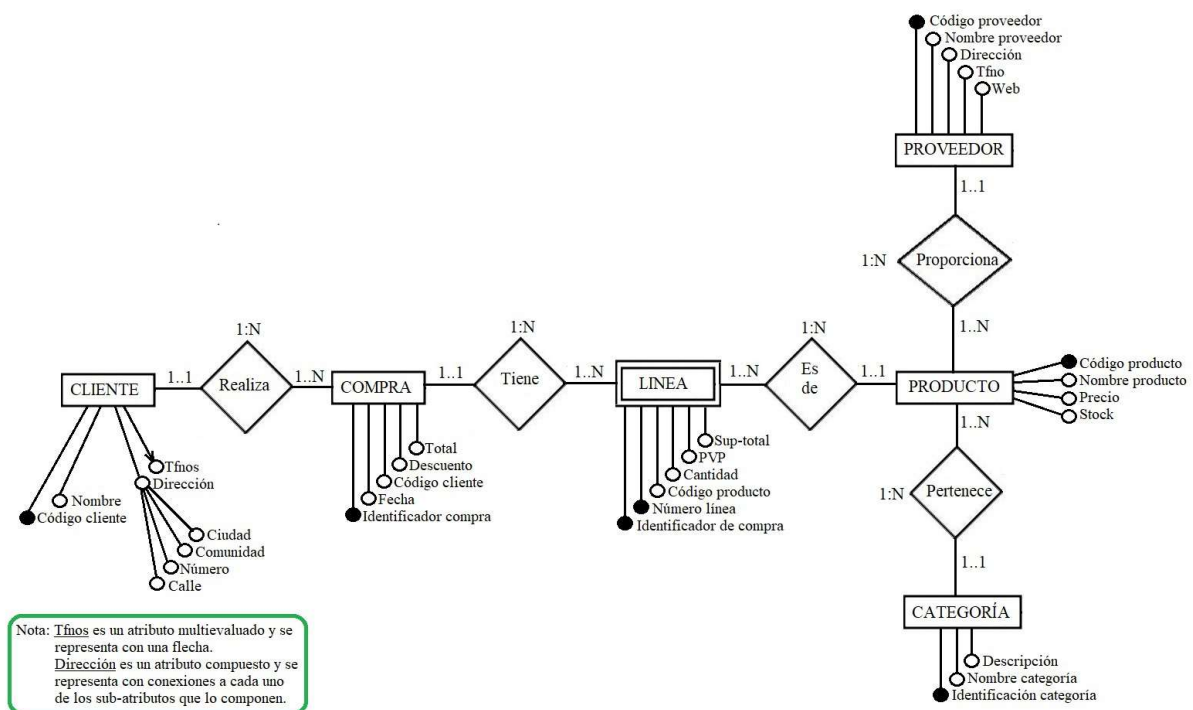 Código proveedor
Nombre proveedor
Dirección
Tfno
Web
PROVEEDOR
1..1
1:N
Proporciona
1..N
1:N
Realiza
1:N
Tiene
1:N
Es
de
CLIENTE
1..1
1..N
COMPRA
1..1
1..N
LINEA
1..N
1..1
PRODUCTO
Código producto
Nombre producto
Precio
Stock
Tfnos
Dirección
Nombre
Código cliente
Ciudad
Comunidad
Número
Calle
Total
Descuento
Código cliente
Fecha
Identificador compra
Sup-total
PVP
Cantidad
Código producto
Número línea
Identificador de compra
1..N
1:N
Pertenece
1..1
CATEGORÍA
Descripción
Nombre categoría
Identificación categoría
Nota: Tfnos es un atributo multievaluado y se
representa con una flecha.
Dirección es un atributo compuesto y se
representa con conexiones a cada uno
de los sub-atributos que lo componen.